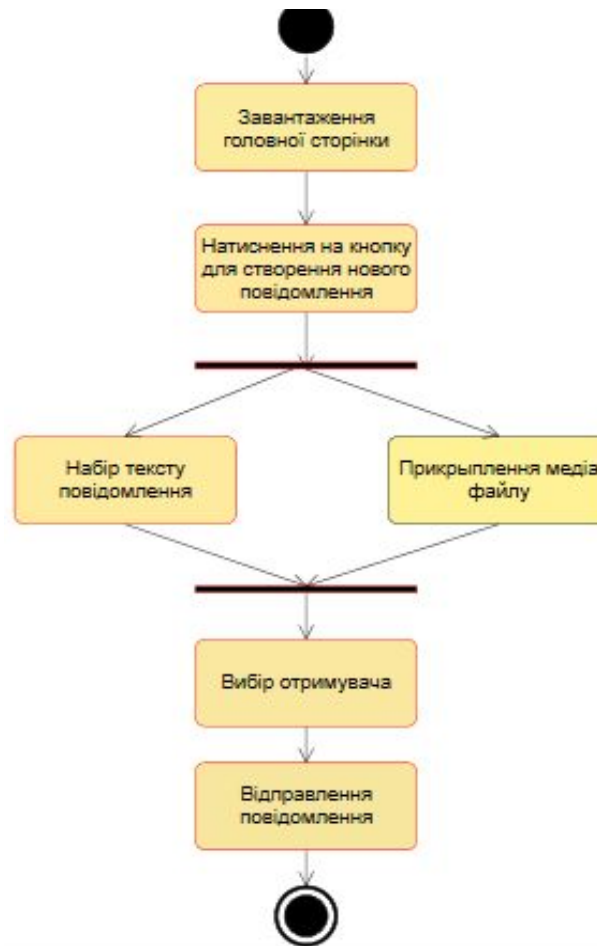 Завантаження
головної сторінки
Натиснення на кнопку
для створення нового
повідомлення
Набір тексту
повідомлення
Прикрыплення медіа
файлу
Вибір отримувача
Відправлення
повідомлення